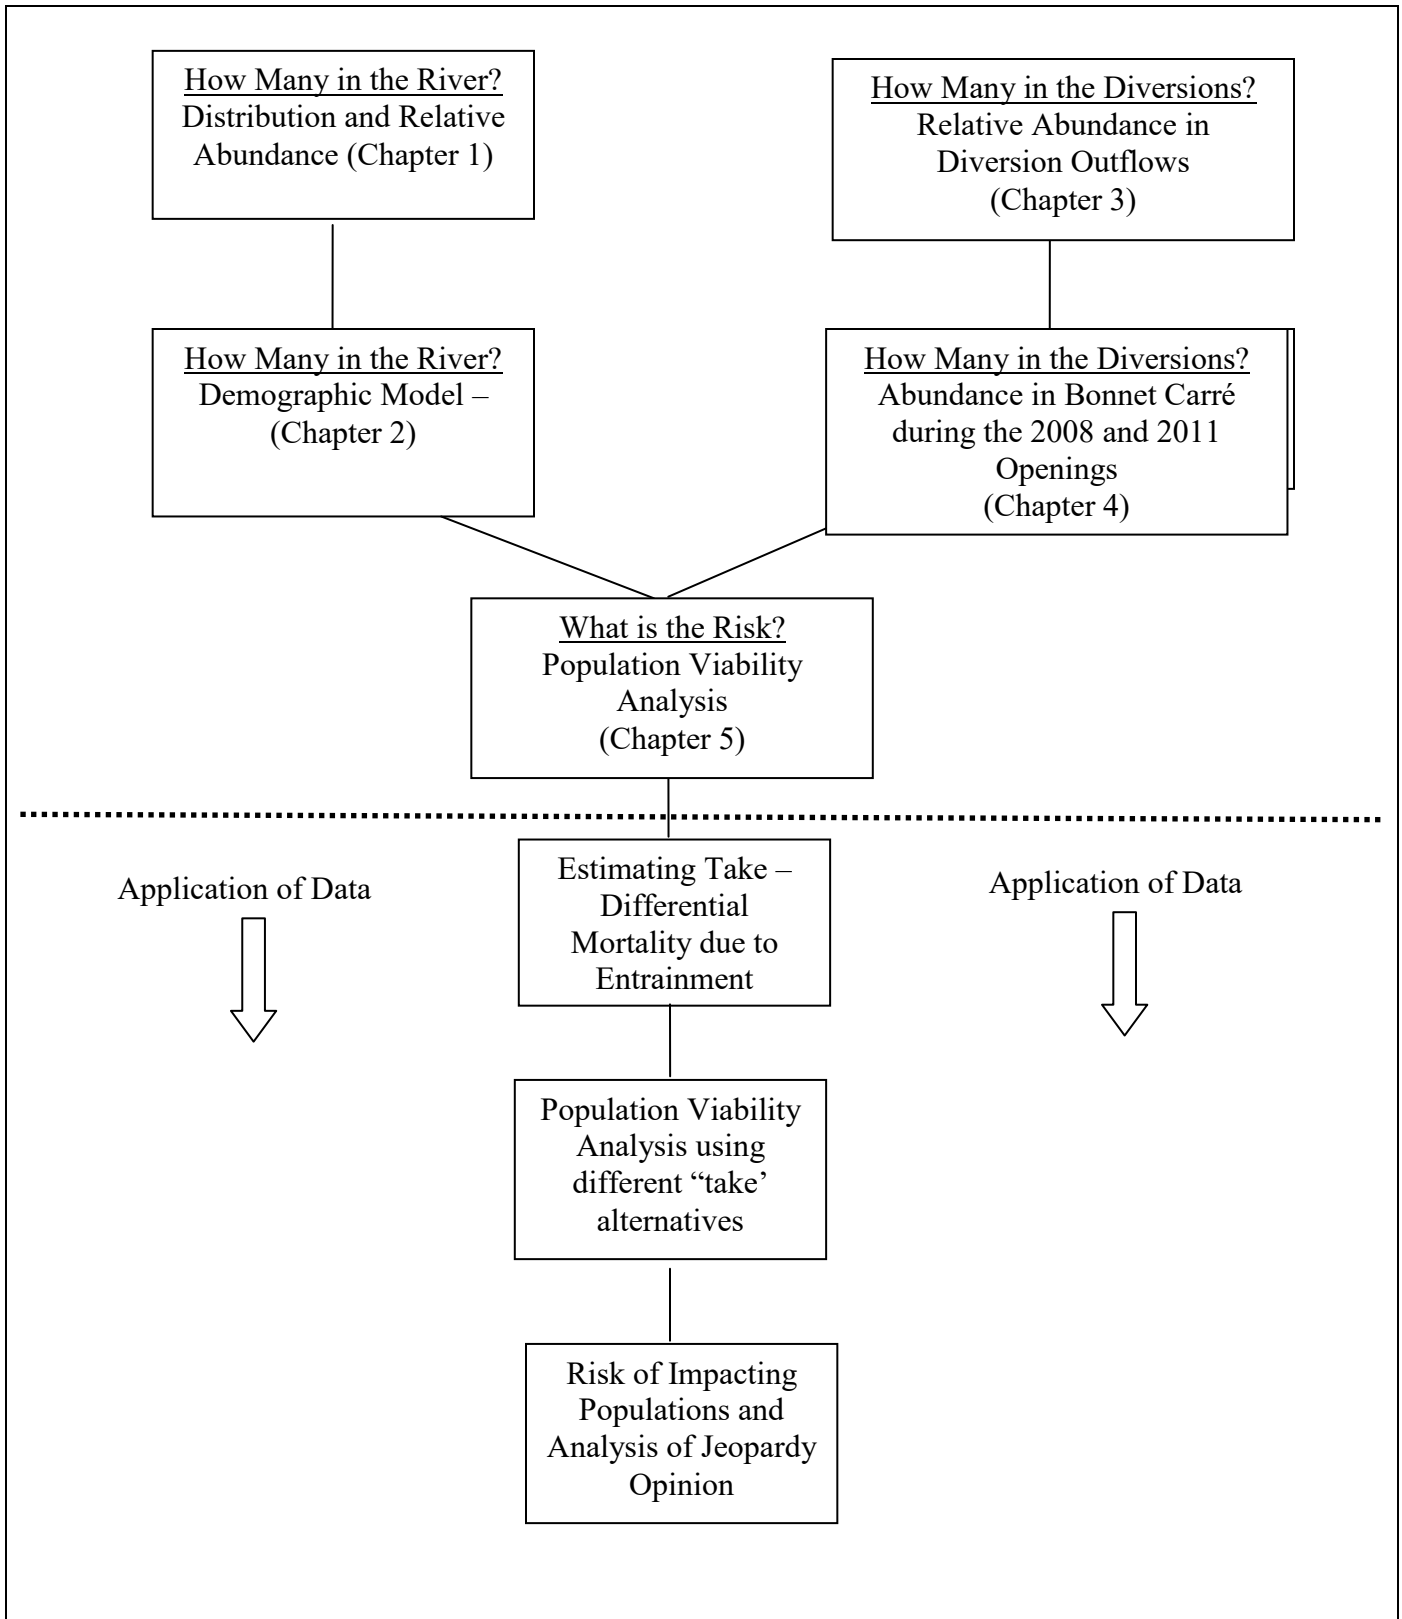 How Many in the River?
Distribution and Relative
Abundance (Chapter 1)
How Many in the Diversions?
Relative Abundance in
Diversion Outflows
(Chapter 3)
How Many in the River?
Demographic Model –
(Chapter 2)
How Many in the Diversions?
Abundance in Bonnet Carré
during the 2008 and 2011
Openings
(Chapter 4)
What is the Risk?
Population Viability
Analysis
(Chapter 5)
Application of Data
Estimating Take –
Differential
Mortality due to
Entrainment
Application of Data
Population Viability
Analysis using
different “take’
alternatives
Risk of Impacting
Populations and
Analysis of Jeopardy
Opinion